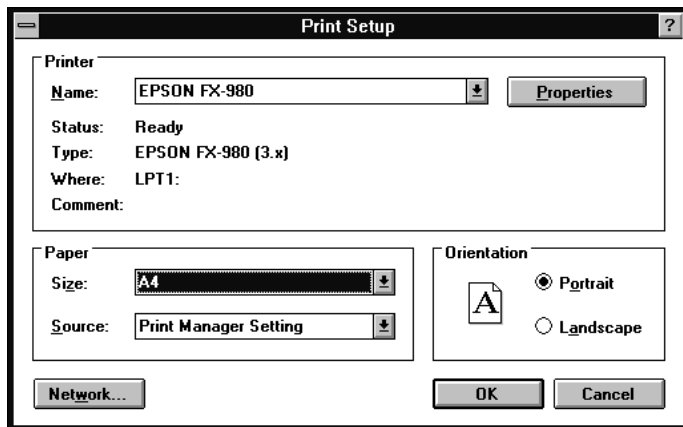 Print Setup
?
Printer
Name: EPSON FX-980 Properties
Status: Ready
Type: EPSON FX-980 (3.x)
Where: LPT1:
Comment:
Paper
Size: A4
Source: Print Manager Setting
Orientation
A
Portrait
Landscape
Network... OK Cancel